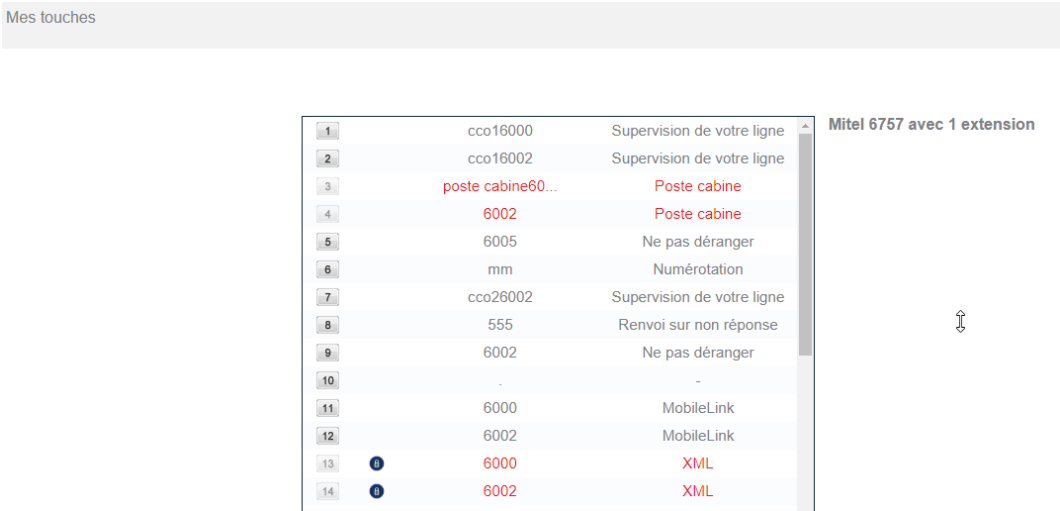 Mes touches
Mitel 6757 avec 1 extension
1 cco16000 Supervision de votre ligne
2 cco16002 Supervision de votre ligne
3 poste cabine60... Poste cabine
4 6002 Poste cabine
5 6005 Ne pas déranger
6 mm Numérotation
7 cco26002 Supervision de votre ligne
8 555 Renvoi sur non réponse
9 6002 Ne pas déranger
10 . -
11 6000 MobileLink
12 6002 MobileLink
13 6000 XML
14 6002 XML